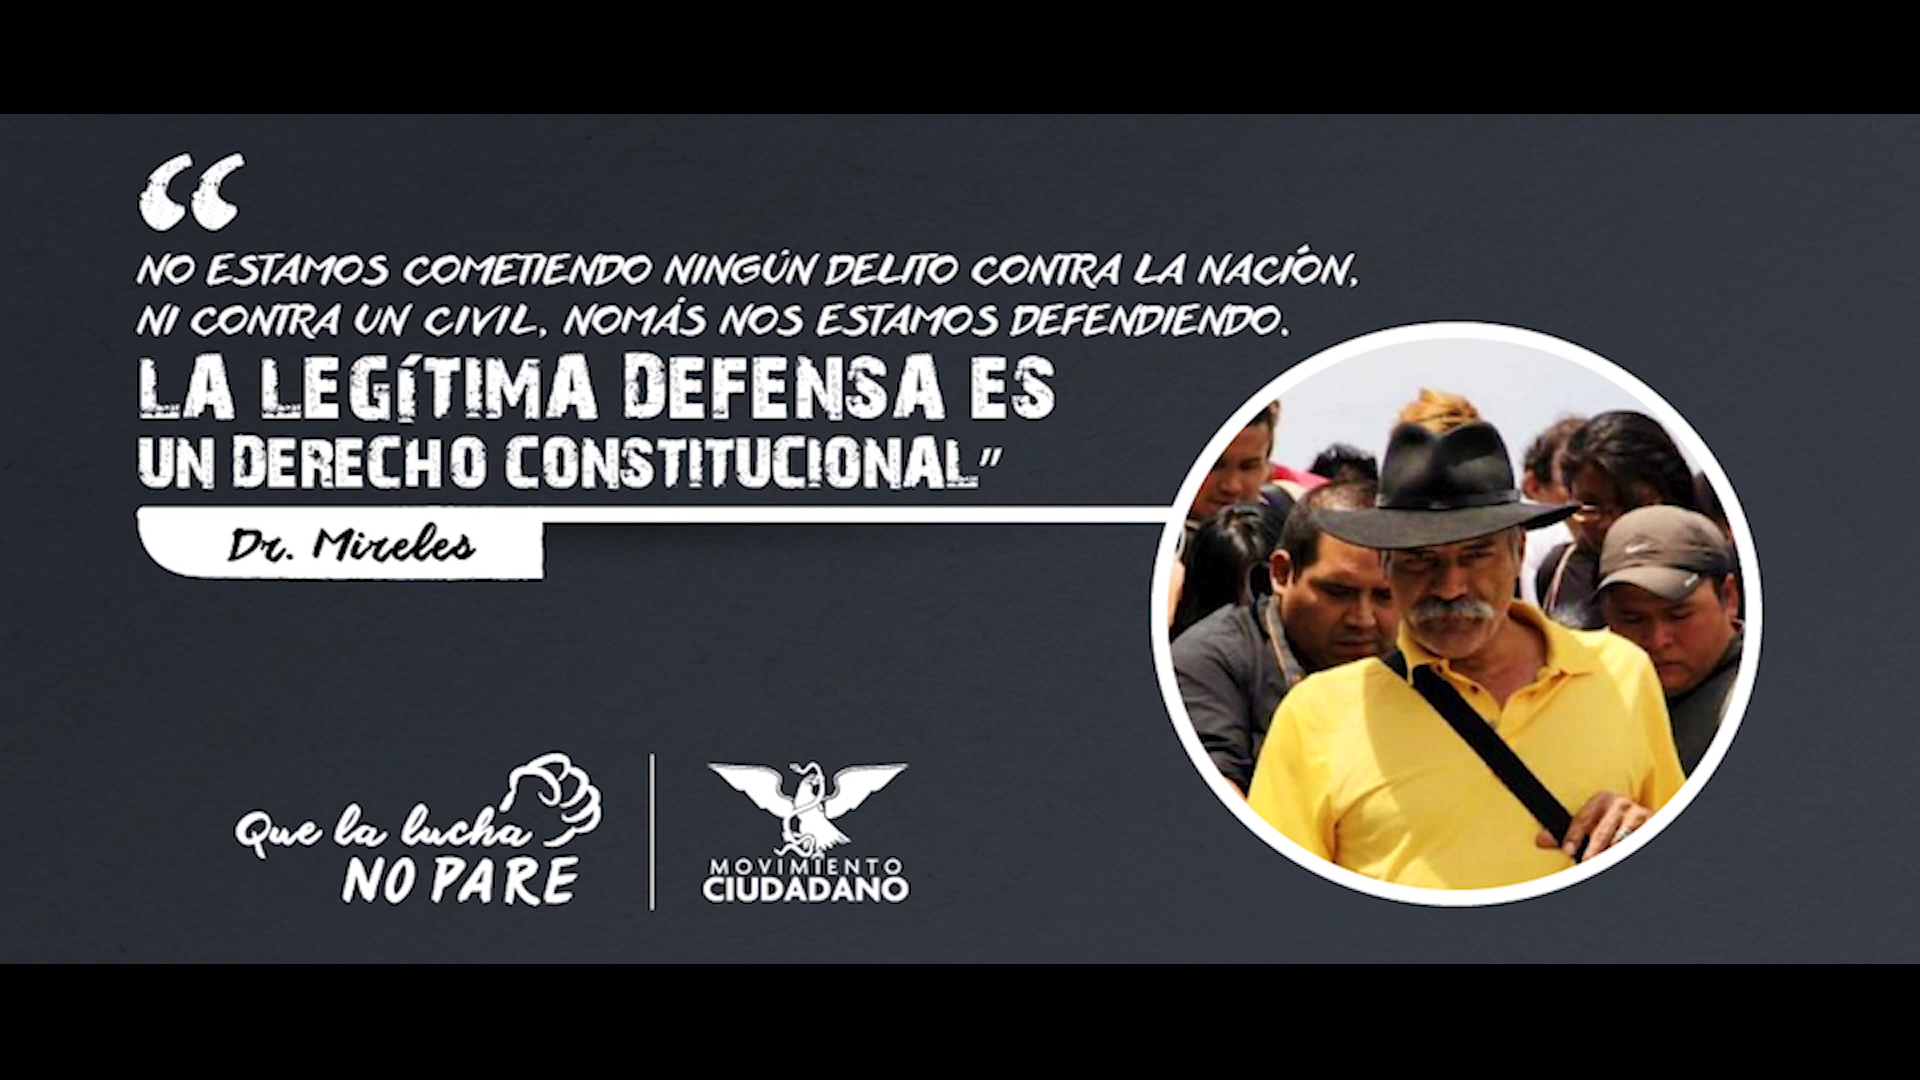 “
NO ESTAMOS COMETIENDO NINGÚN DELITO CONTRA LA NACIÓN,
NI CONTRA UN CIVIL, NOMÁS NOS ESTAMOS DEFENDIENDO.
LA LEGÍTIMA DEFENSA ES
UN DERECHO CONSTITUCIONAL”
Dr. Mireles
Que la lucha
NO PARE
MOVIMIENTO
CIUDADANO